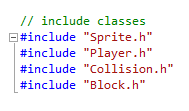 // include classes
#include "Sprite.h"
#include "Player.h"
#include "Collision.h"
#include "Block.h"